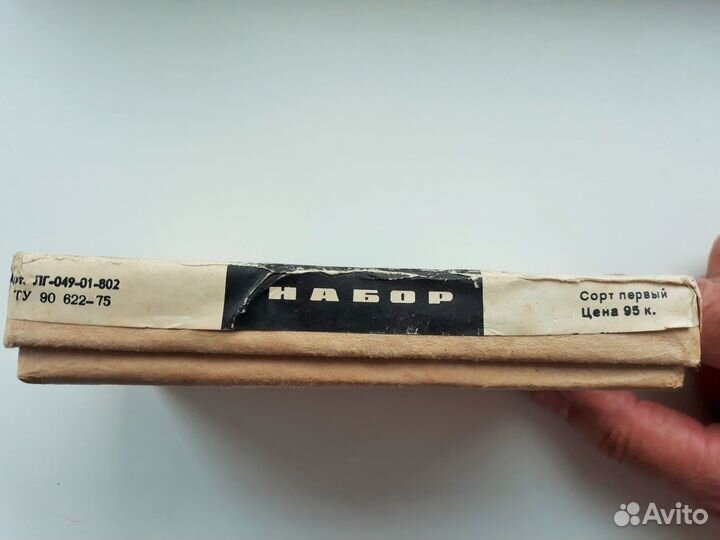 Арт. ЛГ-049-01-802
ТУ 90 622-75
НАБОР
Сорт первый
Цена 95 к.
Avito